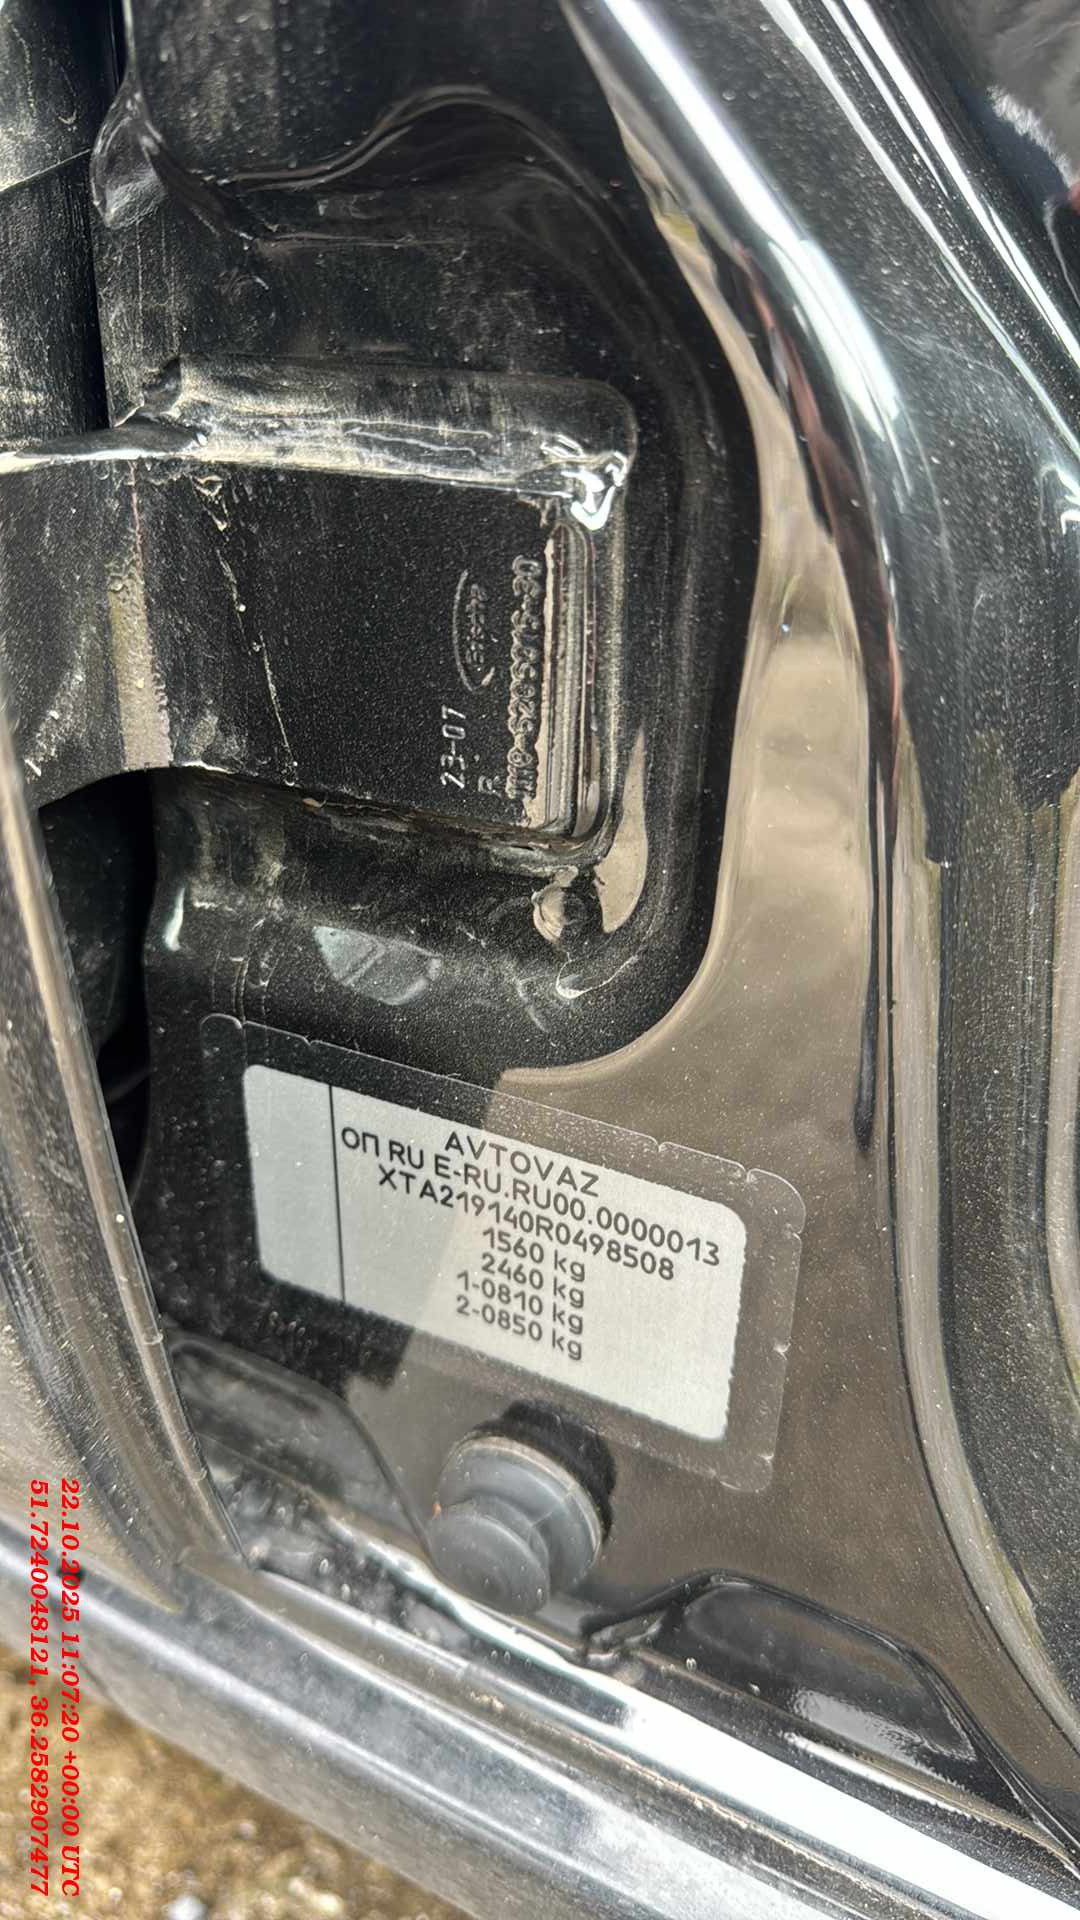 23-07
AVTOVAZ
ОП RU E-RU.RU00.0000013
XTA219140R0498508
1560 kg
2460 kg
1-0810 kg
2-0850 kg
22.10.2025 11:07:20 +00:00 UTC
51.7240048121, 36.2582907477